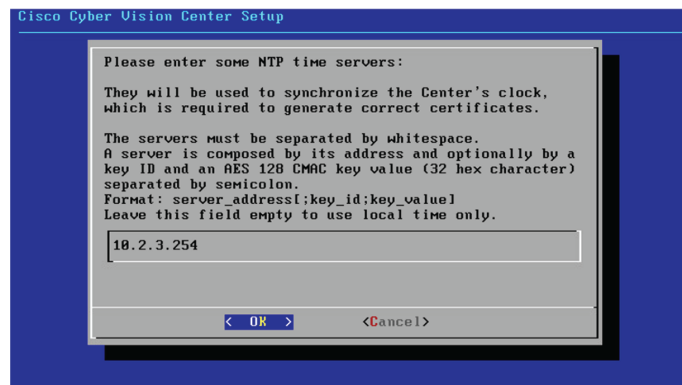 Cisco Cyber Vision Center Setup
Please enter some NTP time servers:
They will be used to synchronize the Center's clock,
which is required to generate correct certificates.
The servers must be separated by whitespace.
A server is composed by its address and optionally by a
key ID and an AES 128 CMAC key value (32 hex character)
separated by semicolon.
Format: server_address[;key_id;key_value]
Leave this field empty to use local time only.
10.2.3.254
< OK > <Cancel>